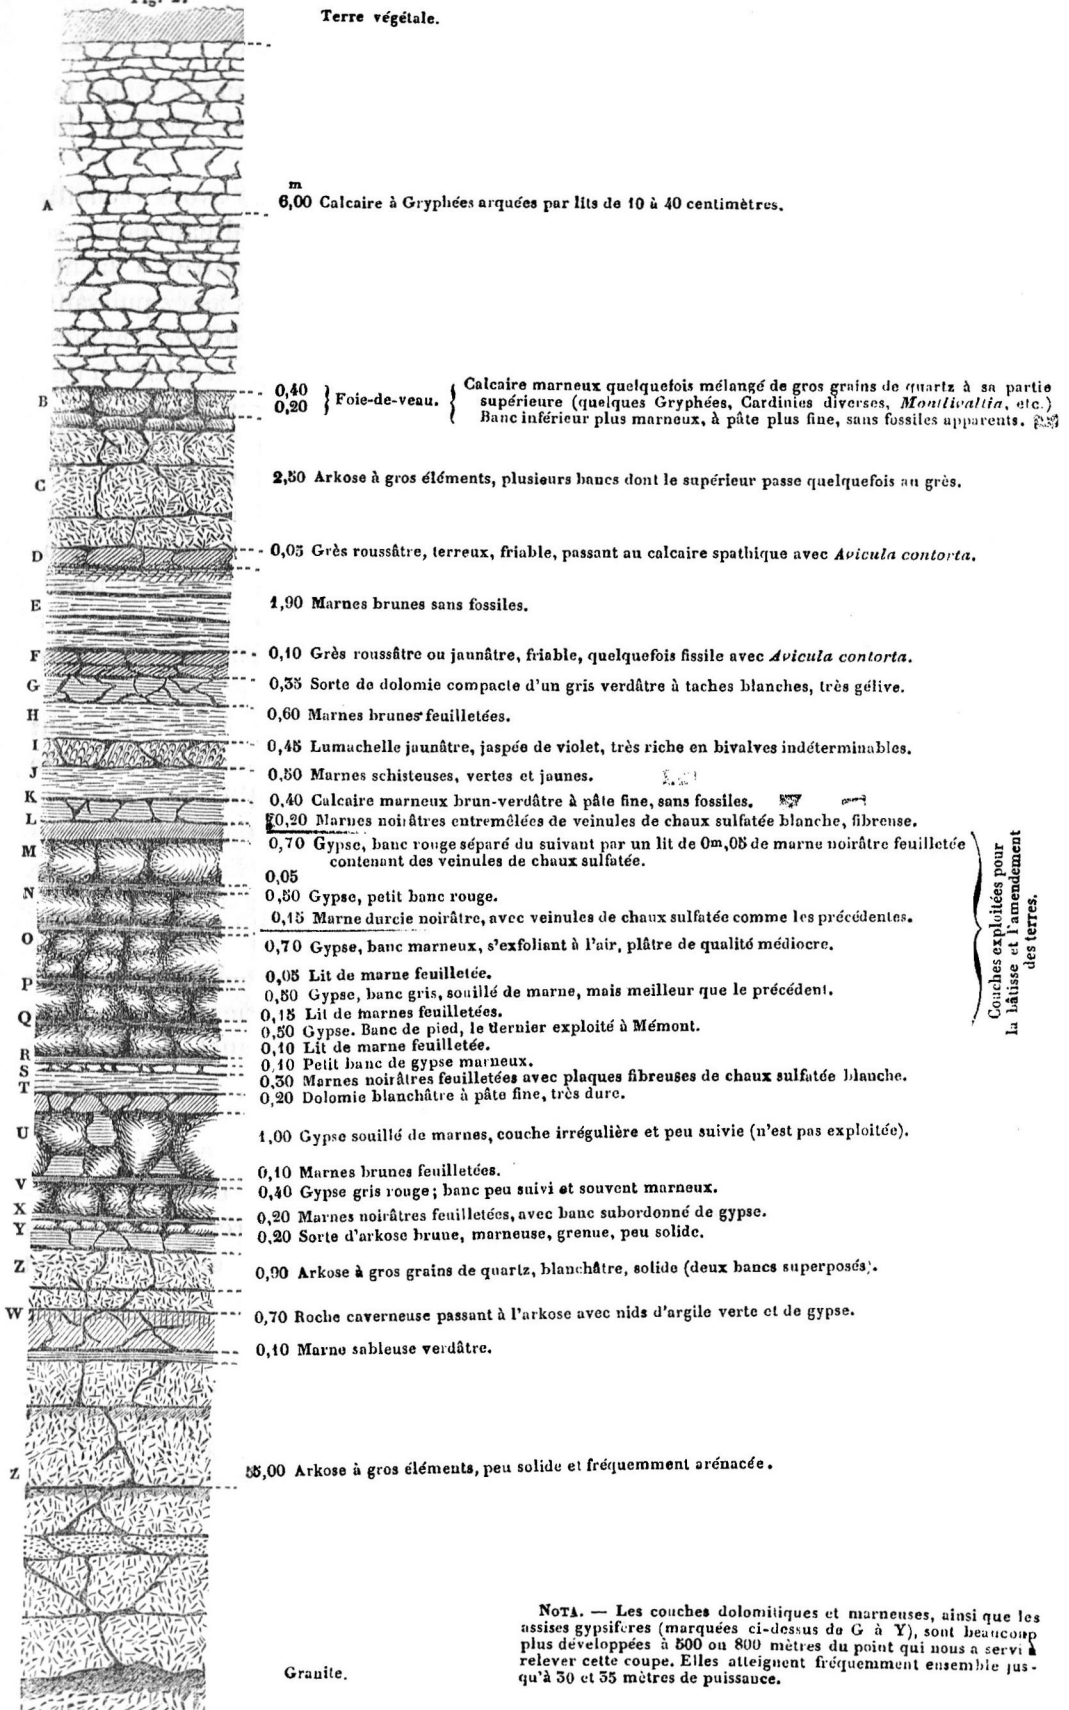 Fig. 2.
Terre végétale.
m
A 6,00 Calcaire à Gryphées arquées par lits de 10 à 40 centimètres.
B 0,40
0,20
Foie-de-veau.
Calcaire marneux quelquefois mélangé de gros grains de quartz à sa partie
supérieure (quelques Gryphées, Cardinies diverses, Montlivaltia, etc.)
Banc inférieur plus marneux, à pâte plus fine, sans fossiles apparents.
C 2,50 Arkose à gros éléments, plusieurs bancs dont le supérieur passe quelquefois au grès.
D 0,05 Grès roussâtre, terreux, friable, passant au calcaire spathique avec Avicula contorta.
E 1,90 Marnes brunes sans fossiles.
F 0,10 Grès roussâtre ou jaunâtre, friable, quelquefois fissile avec Avicula contorta.
G 0,35 Sorte de dolomie compacte d'un gris verdâtre à taches blanches, très gélive.
H 0,60 Marnes brunes feuilletées.
I 0,45 Lumachelle jaunâtre, jaspée de violet, très riche en bivalves indéterminables.
J 0,50 Marnes schisteuses, vertes et jaunes.
K 0,40 Calcaire marneux brun-verdâtre à pâte fine, sans fossiles.
L 0,20 Marnes noirâtres entremêlées de veinules de chaux sulfatée blanche, fibreuse.
M 0,70 Gypse, banc rouge séparé du suivant par un lit de 0m,05 de marne noirâtre feuilletée
contenant des veinules de chaux sulfatée.
0,05
N 0,50 Gypse, petit banc rouge.
0,15 Marne durcie noirâtre, avec veinules de chaux sulfatée comme les précédentes.
O 0,70 Gypse, banc marneux, s'exfoliant à l'air, plâtre de qualité médiocre.
0,05 Lit de marne feuilletée.
P 0,50 Gypse, banc gris, souillé de marne, mais meilleur que le précédent.
0,15 Lit de marnes feuilletées.
Q 0,50 Gypse. Banc de pied, le dernier exploité à Mémont.
0,10 Lit de marne feuilletée.
R 0,10 Petit banc de gypse marneux.
S 0,30 Marnes noirâtres feuilletées avec plaques fibreuses de chaux sulfatée blanche.
T 0,20 Dolomie blanchâtre à pâte fine, très dure.
Couches exploitées pour
la bâtisse et l'amendement
des terres.
U 1,00 Gypse souillé de marnes, couche irrégulière et peu suivie (n'est pas exploitée).
0,10 Marnes brunes feuilletées.
V 0,40 Gypse gris rouge; banc peu suivi et souvent marneux.
X 0,20 Marnes noirâtres feuilletées, avec banc subordonné de gypse.
Y 0,20 Sorte d'arkose brune, marneuse, grenue, peu solide.
Z 0,90 Arkose à gros grains de quartz, blanchâtre, solide (deux bancs superposés).
W 0,70 Roche caverneuse passant à l'arkose avec nids d'argile verte et de gypse.
0,10 Marne sableuse verdâtre.
Z Arkose à gros éléments, peu solide et fréquemment arénacée.
Granite.
NOTA. — Les couches dolomitiques et marneuses, ainsi que les
assises gypsifères (marquées ci-dessus de G à Y), sont beaucoup
plus développées à 500 ou 800 mètres du point qui nous a servi à
relever cette coupe. Elles atteignent fréquemment ensemble jus-
qu'à 30 et 35 mètres de puissance.